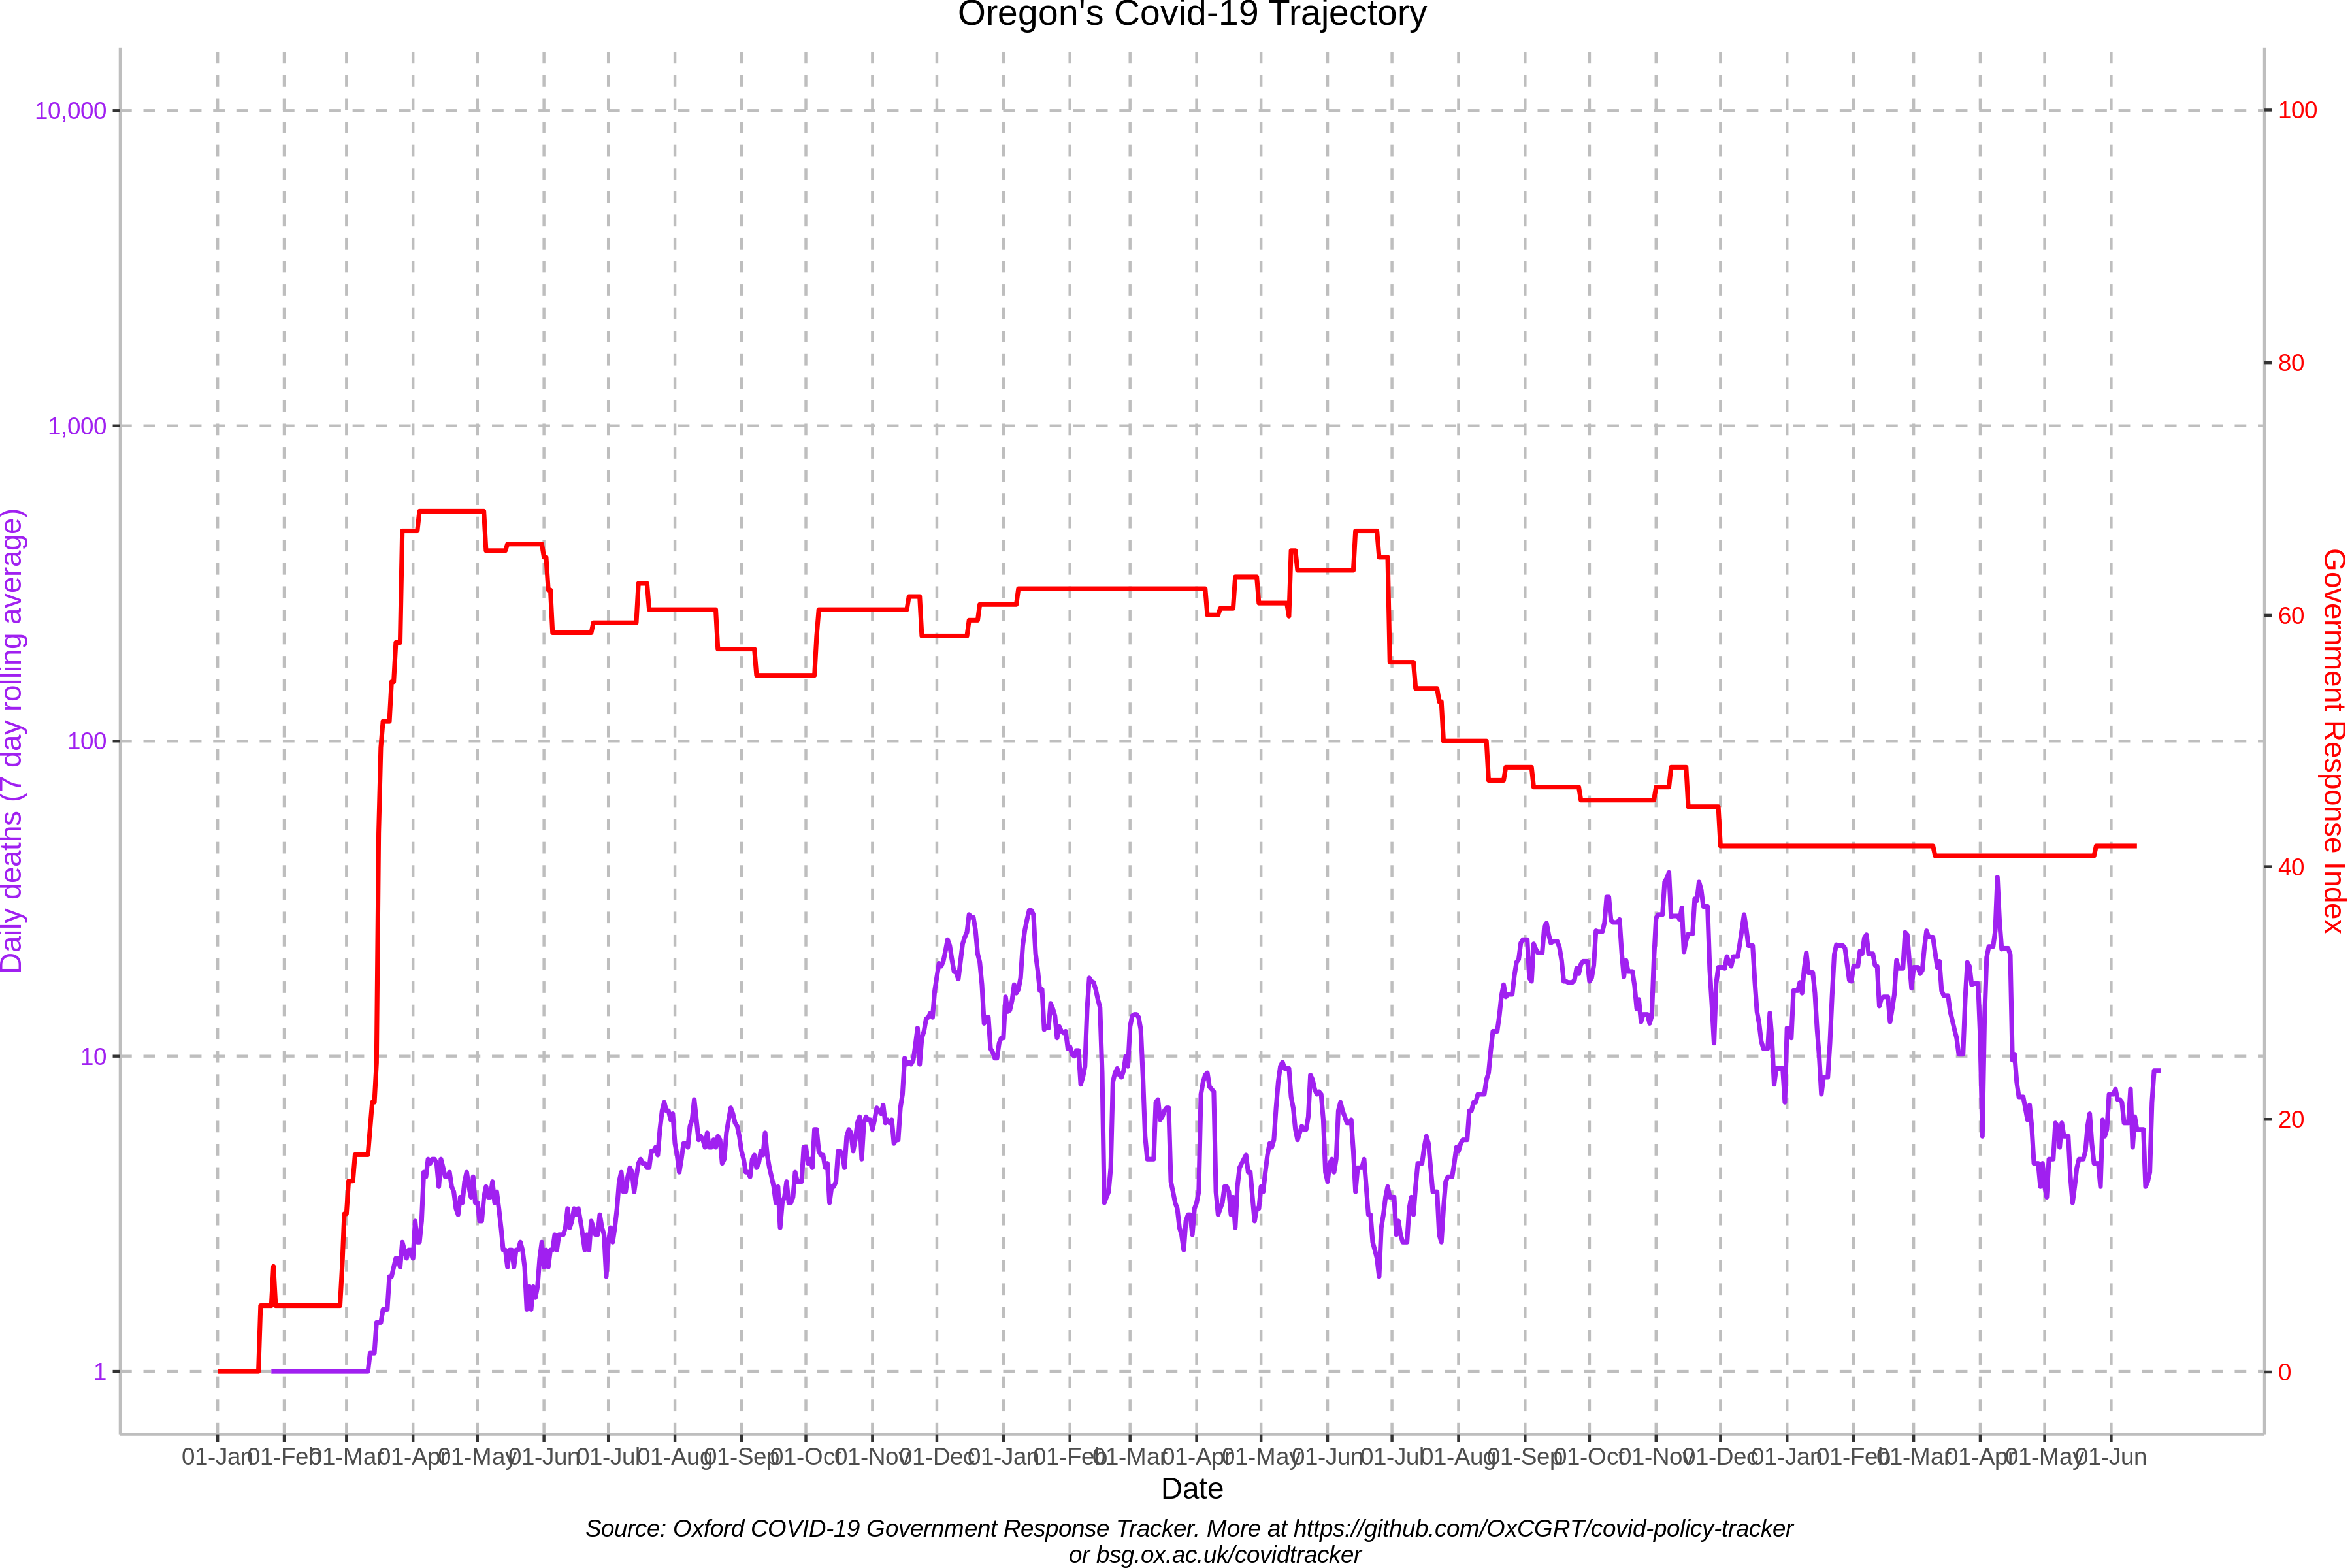 Oregon's Covid-19 Trajectory
10,000
1,000
100
10
1
Daily deaths (7 day rolling average)
100
80
60
40
20
0
Government Response Index
01-Jan 01-Feb 01-Mar 01-Apr 01-May 01-Jun 01-Jul 01-Aug 01-Sep 01-Oct 01-Nov 01-Dec 01-Jan 01-Feb 01-Mar 01-Apr 01-May 01-Jun 01-Jul 01-Aug 01-Sep 01-Oct 01-Nov 01-Dec 01-Jan 01-Feb 01-Mar 01-Apr 01-May 01-Jun
Date
Source: Oxford COVID-19 Government Response Tracker. More at https://github.com/OxCGRT/covid-policy-tracker
or bsg.ox.ac.uk/covidtracker